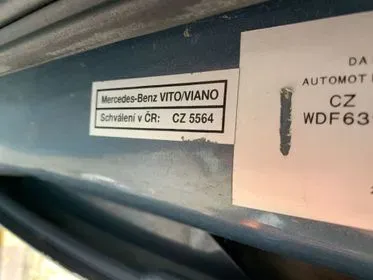 Mercedes-Benz VITO/VIANO
Schválení v ČR: CZ 5564
DA
AUTOMOT
CZ
WDF63